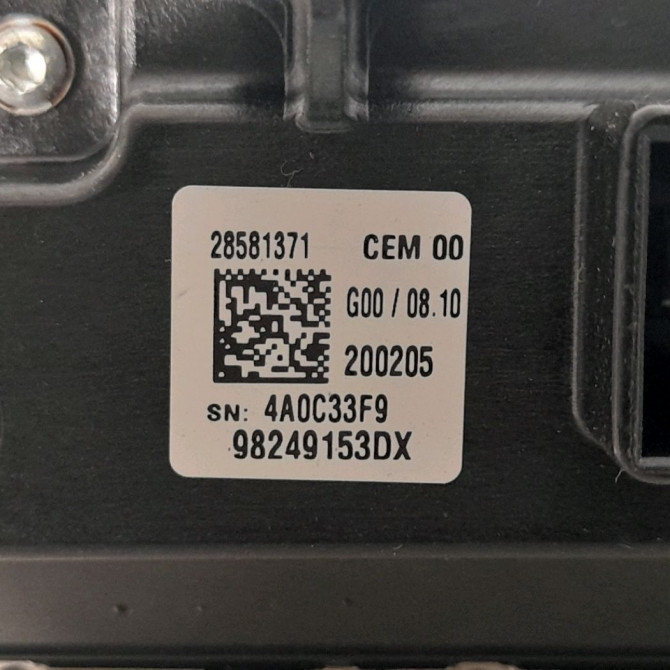 28581371 CEM 00
G00 / 08.10
200205
SN: 4A0C33F9
98249153DX